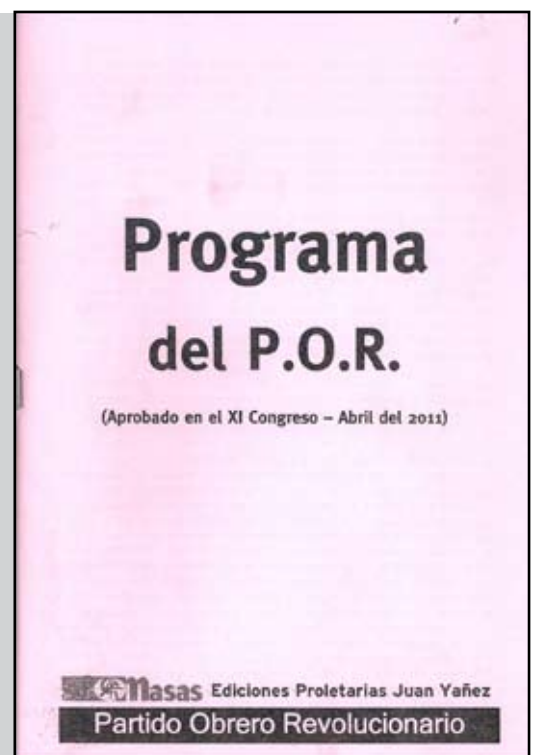 Programa
del P.O.R.
(Aprobado en el XI Congreso – Abril del 2011)
Masas Ediciones Proletarias Juan Yañez
Partido Obrero Revolucionario